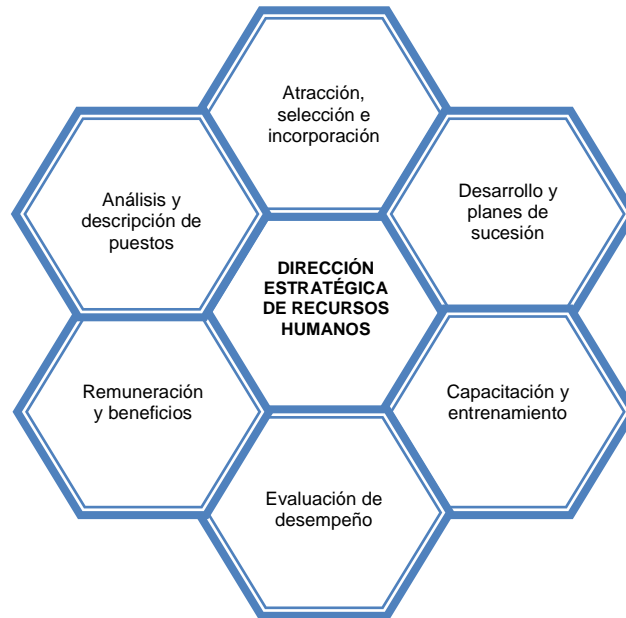 Atracción,
selección e
incorporación
Análisis y
descripción de
puestos
Desarrollo y
planes de
sucesión
DIRECCIÓN
ESTRATÉGICA
DE RECURSOS
HUMANOS
Remuneración
y beneficios
Capacitación y
entrenamiento
Evaluación de
desempeño